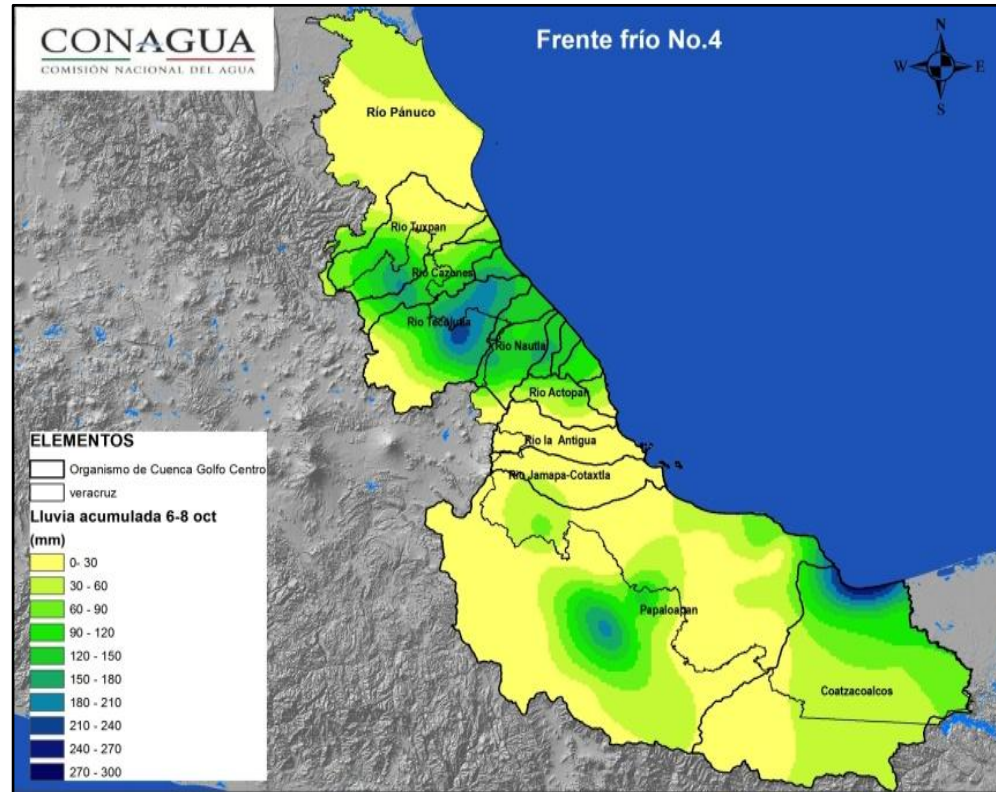 CONAGUA
COMISIÓN NACIONAL DEL AGUA
Frente frío No.4
N
W
E
S
Río Pánuco
Río Tuxpan
Río Cazones
Río Tecolutla
Río Nautla
Río Actopan
Río la Antigua
Río Jamapa-Cotaxtla
Papaloapan
Coatzacoalcos
ELEMENTOS
Organismo de Cuenca Golfo Centro
veracruz
Lluvia acumulada 6-8 oct
(mm)
0- 30
30 - 60
60 - 90
90 - 120
120 - 150
150 - 180
180 - 210
210 - 240
240 - 270
270 - 300